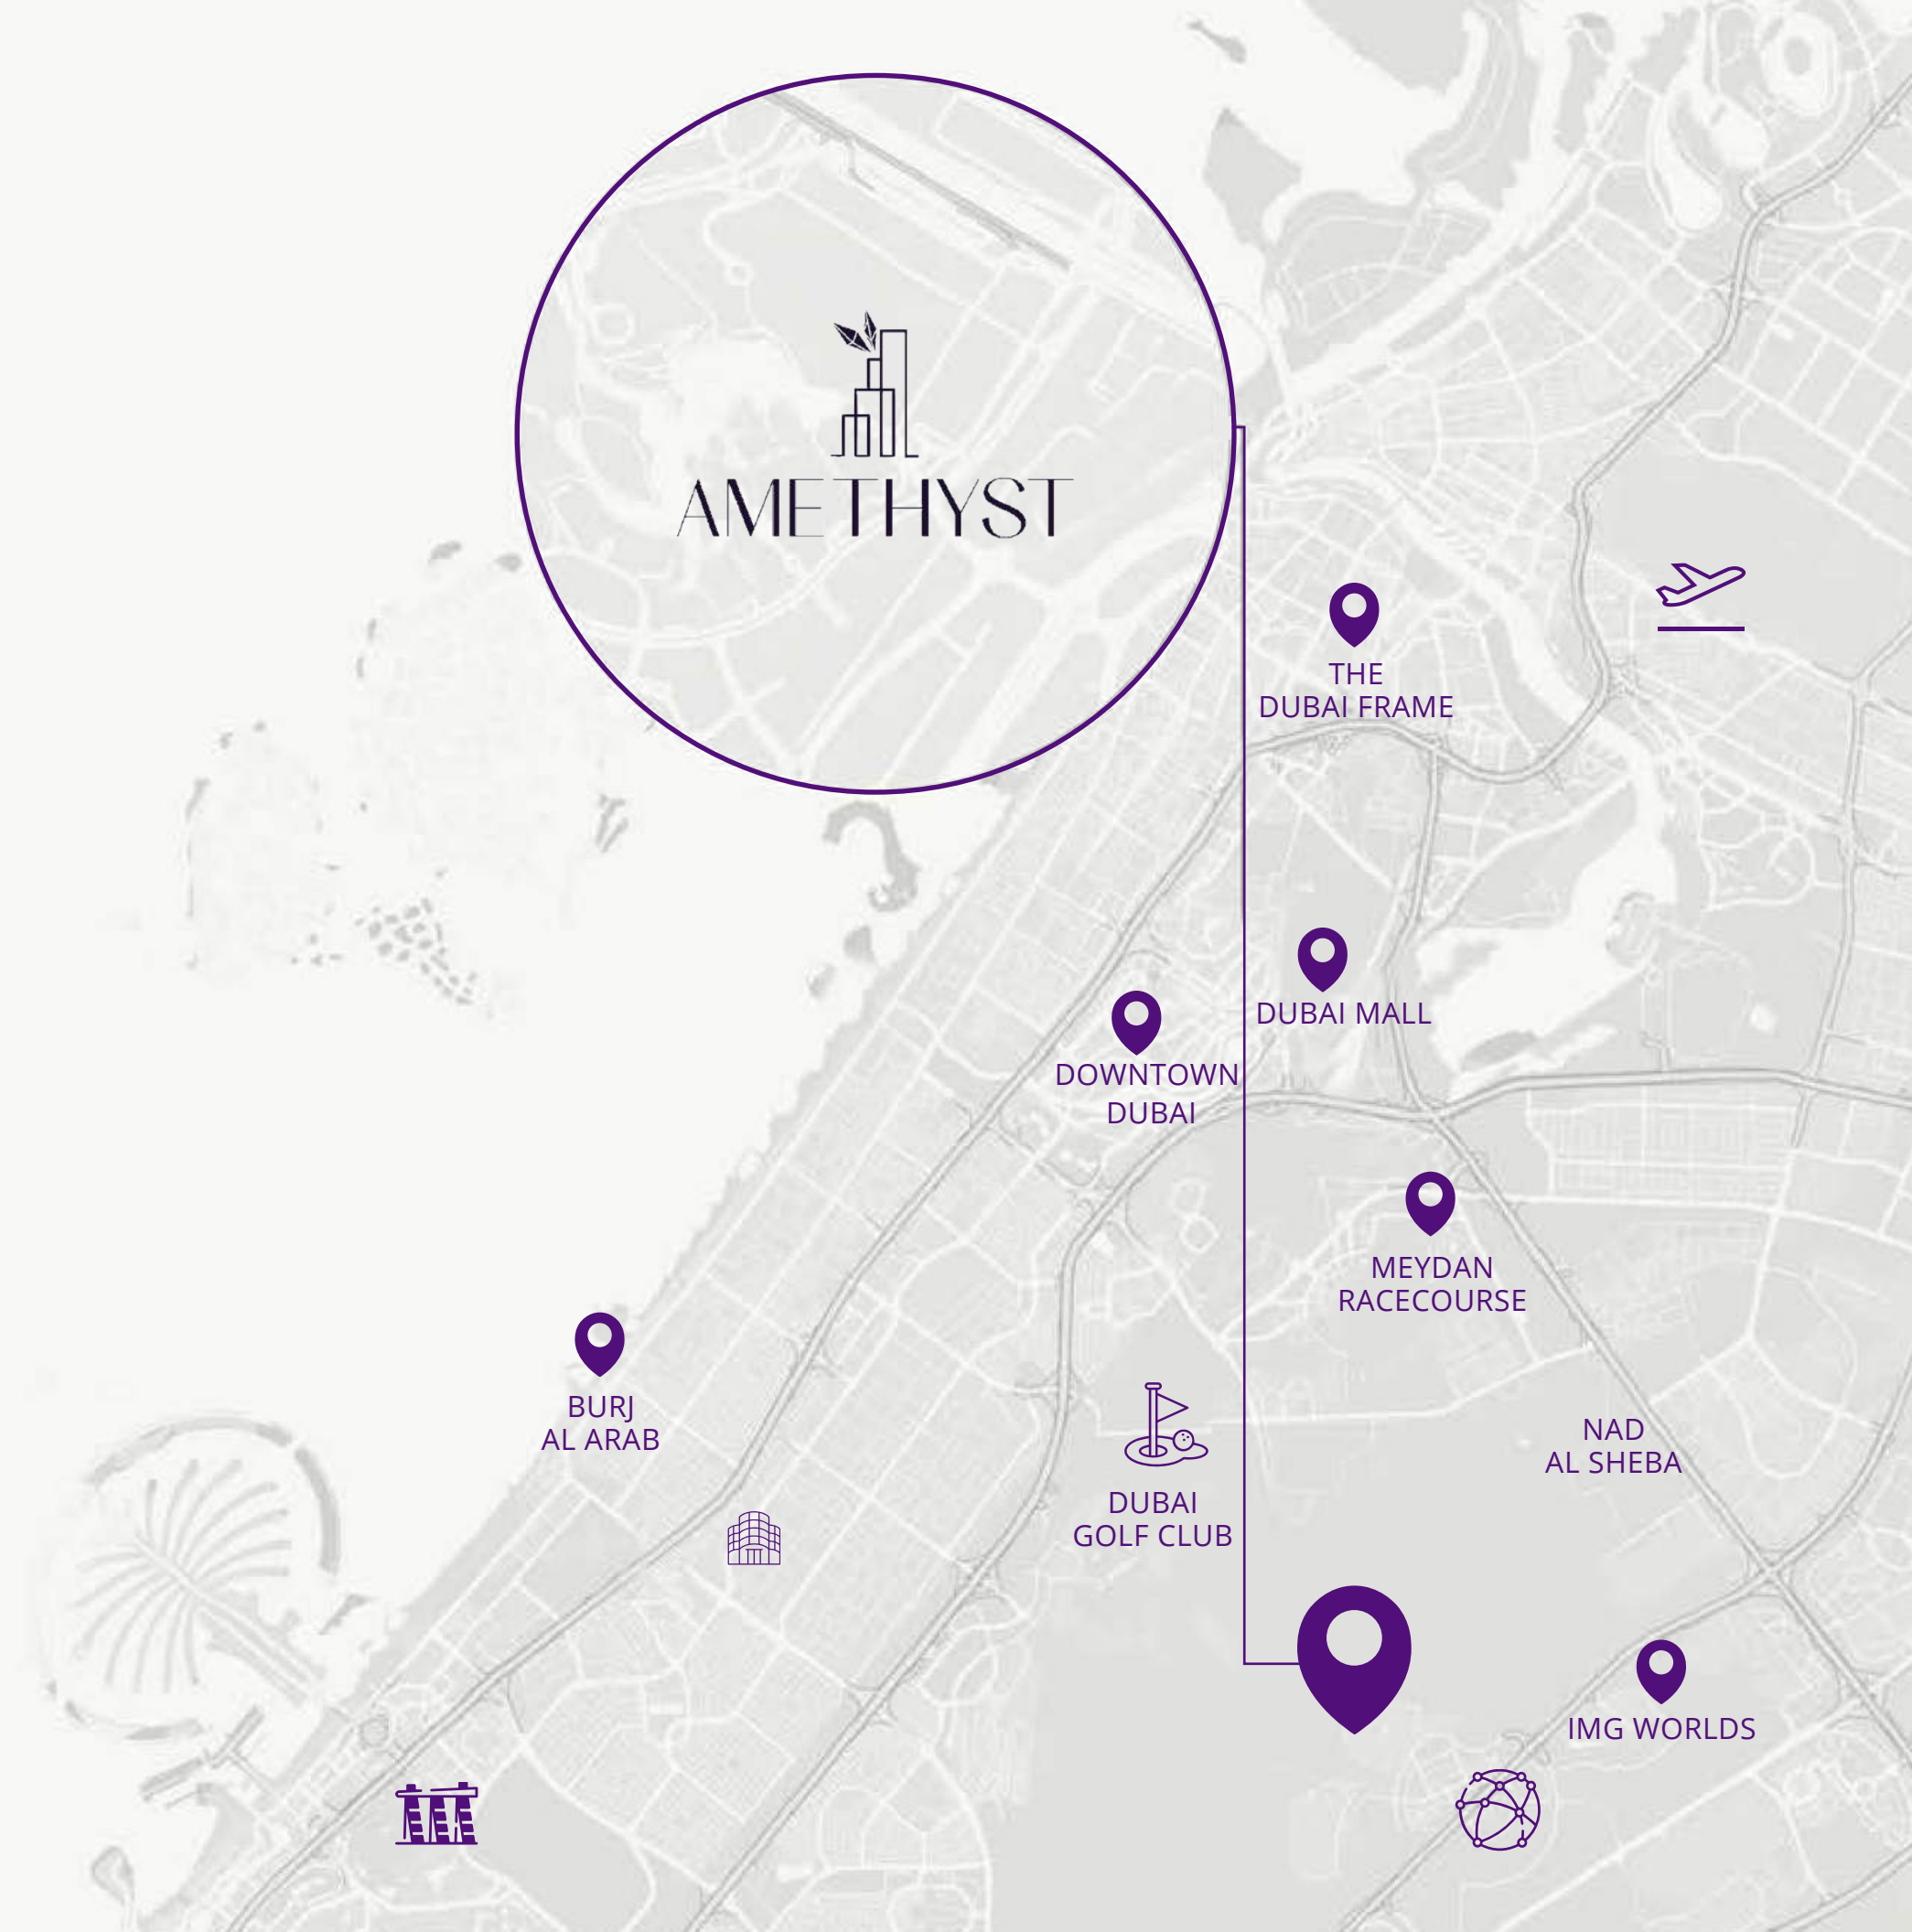 AMETHYST
THE
DUBAI FRAME
DUBAI MALL
DOWNTOWN
DUBAI
MEYDAN
RACECOURSE
BURJ
AL ARAB
NAD
AL SHEBA
DUBAI
GOLF CLUB
IMG WORLDS